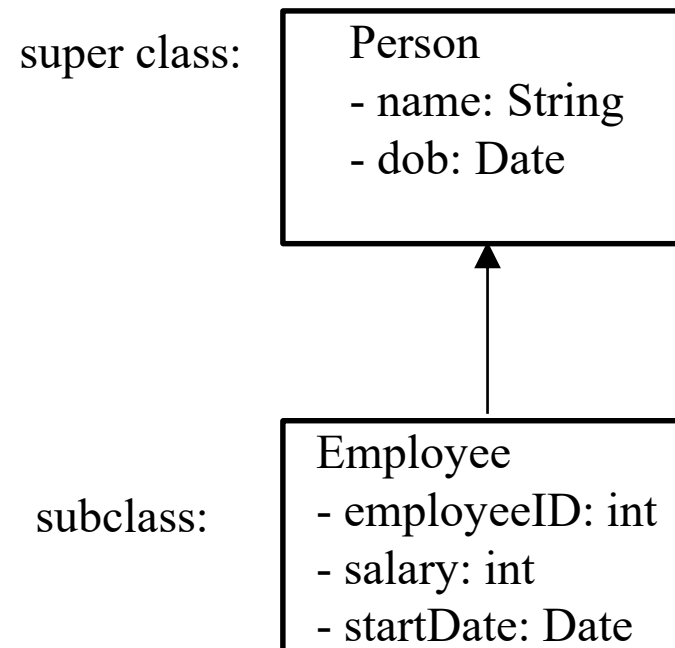 super class:
Person
- name: String
- dob: Date
subclass:
Employee
- employeeID: int
- salary: int
- startDate: Date